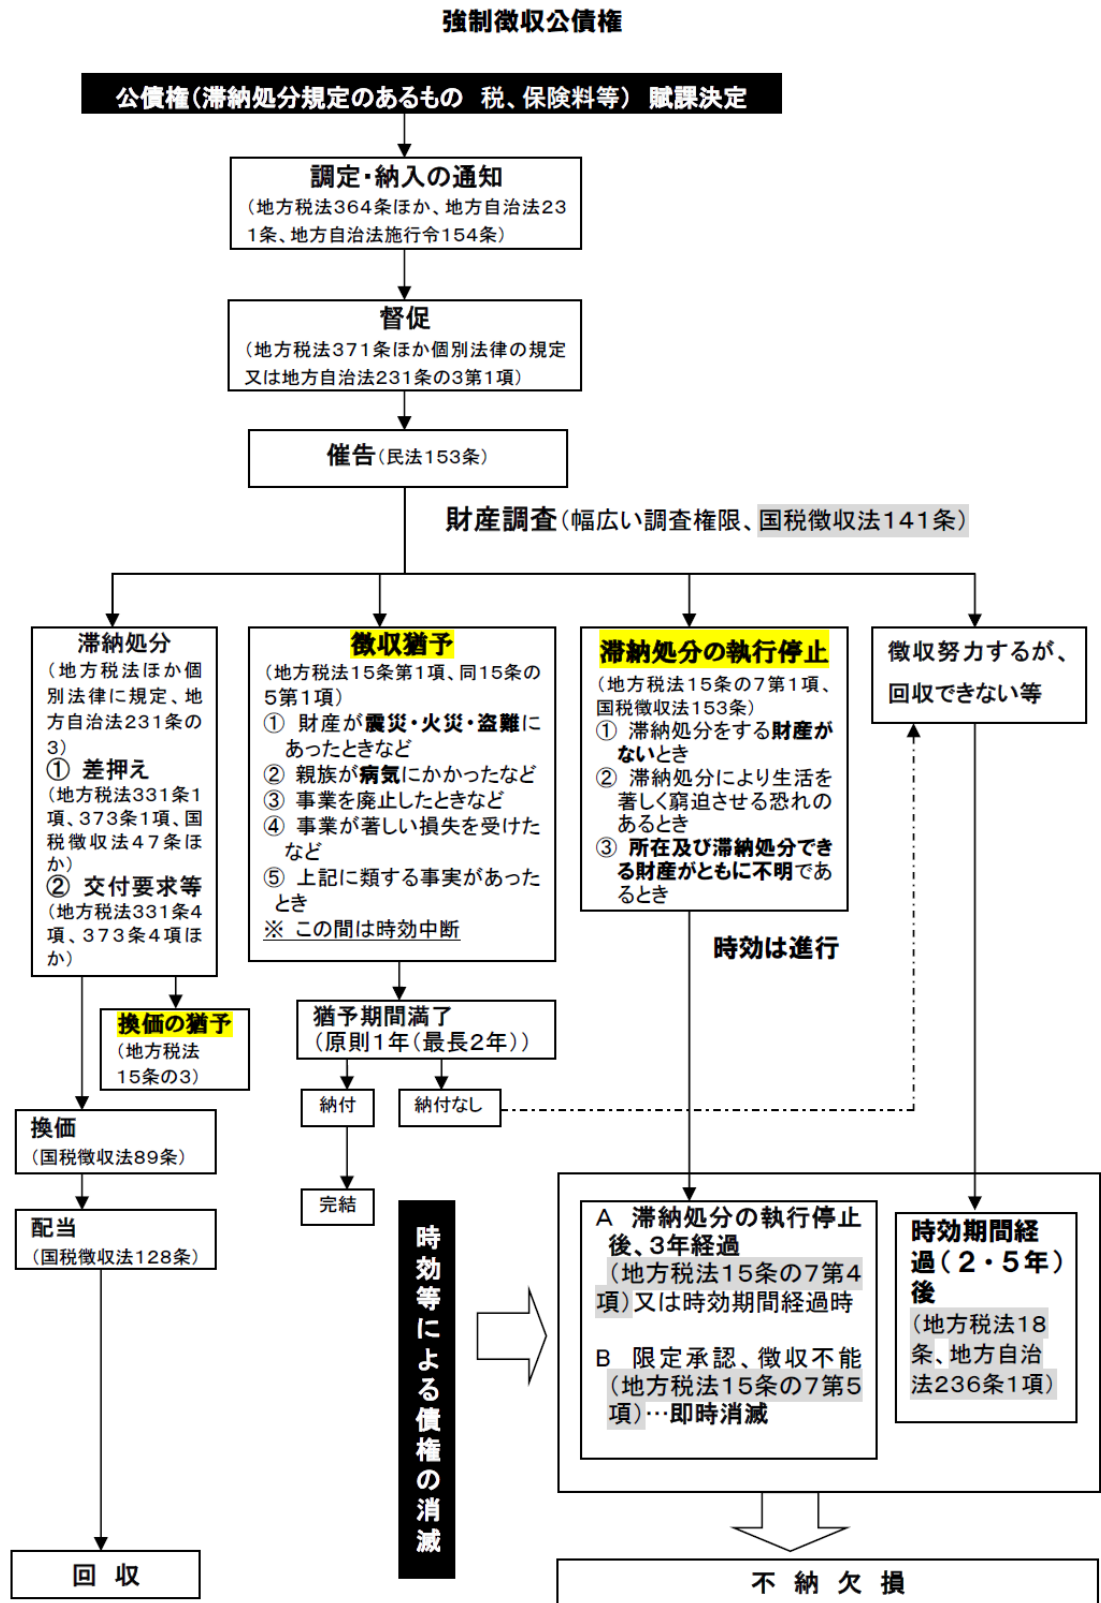 強制徴収公債権
公債権（滞納処分規定のあるもの　税、保険料等）　賦課決定
調定・納入の通知
（地方税法364条ほか、地方自治法23
1条、地方自治法施行令154条）
督促
（地方税法371条ほか個別法律の規定
又は地方自治法231条の3第1項）
催告（民法153条）
財産調査（幅広い調査権限、国税徴収法141条）
滞納処分
（地方税法ほか個
別法律に規定、地
方自治法231条の
3）
① 差押え
（地方税法331条1
項、373条1項、国
税徴収法47条ほ
か）
② 交付要求等
（地方税法331条4
項、373条4項ほ
か）
換価の猶予
（地方税法
15条の3）
換価
（国税徴収法89条）
配当
（国税徴収法128条）
回　収
徴収猶予
（地方税法15条第1項、同15条の
5第1項）
① 財産が震災・火災・盗難に
あったときなど
② 親族が病気にかかったなど
③ 事業を廃止したときなど
④ 事業が著しい損失を受けた
など
⑤ 上記に類する事実があった
とき
※ この間は時効中断
猶予期間満了
（原則1年（最長2年））
納付
納付なし
完結
滞納処分の執行停止
（地方税法15条の7第1項、
国税徴収法153条）
① 滞納処分をする財産が
ないとき
② 滞納処分により生活を
著しく窮迫させる恐れの
あるとき
③ 所在及び滞納処分でき
る財産がともに不明であ
るとき
時効は進行
徴収努力するが、
回収できない等
時効等による債権の消滅
A　滞納処分の執行停止
後、3年経過
（地方税法15条の7第4
項）又は時効期間経過時
B　限定承認、徴収不能
（地方税法15条の7第5
項）…即時消滅
時効期間経
過（2・5年）
後
（地方税法18
条、地方自治
法236条1項）
不　納　欠　損